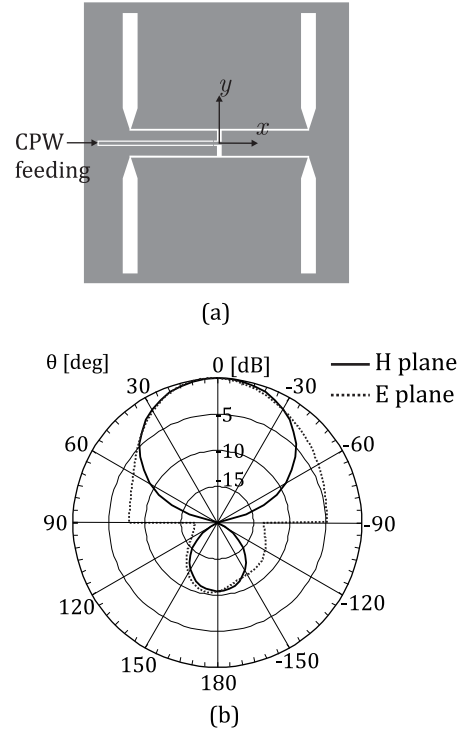 y
x
CPW
feeding
(a)
θ [deg]
0 [dB]
H plane
E plane
30
-30
-5
60
-60
-10
-15
90
-90
120
-120
150
-150
180
(b)